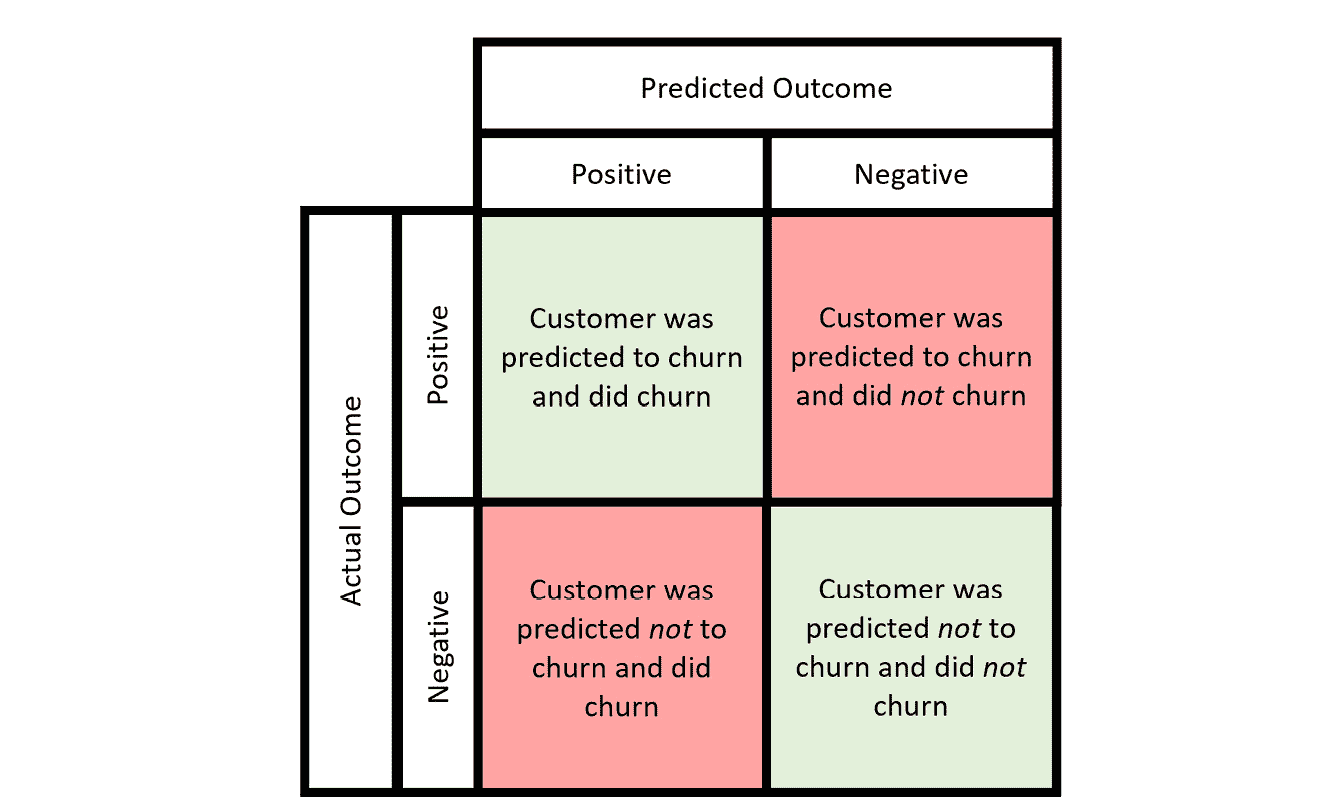 Predicted Outcome
Positive
Negative
Actual Outcome
Positive
Customer was
predicted to churn
and did churn
Customer was
predicted to churn
and did not churn
Negative
Customer was
predicted not to
churn and did
churn
Customer was
predicted not to
churn and did not
churn